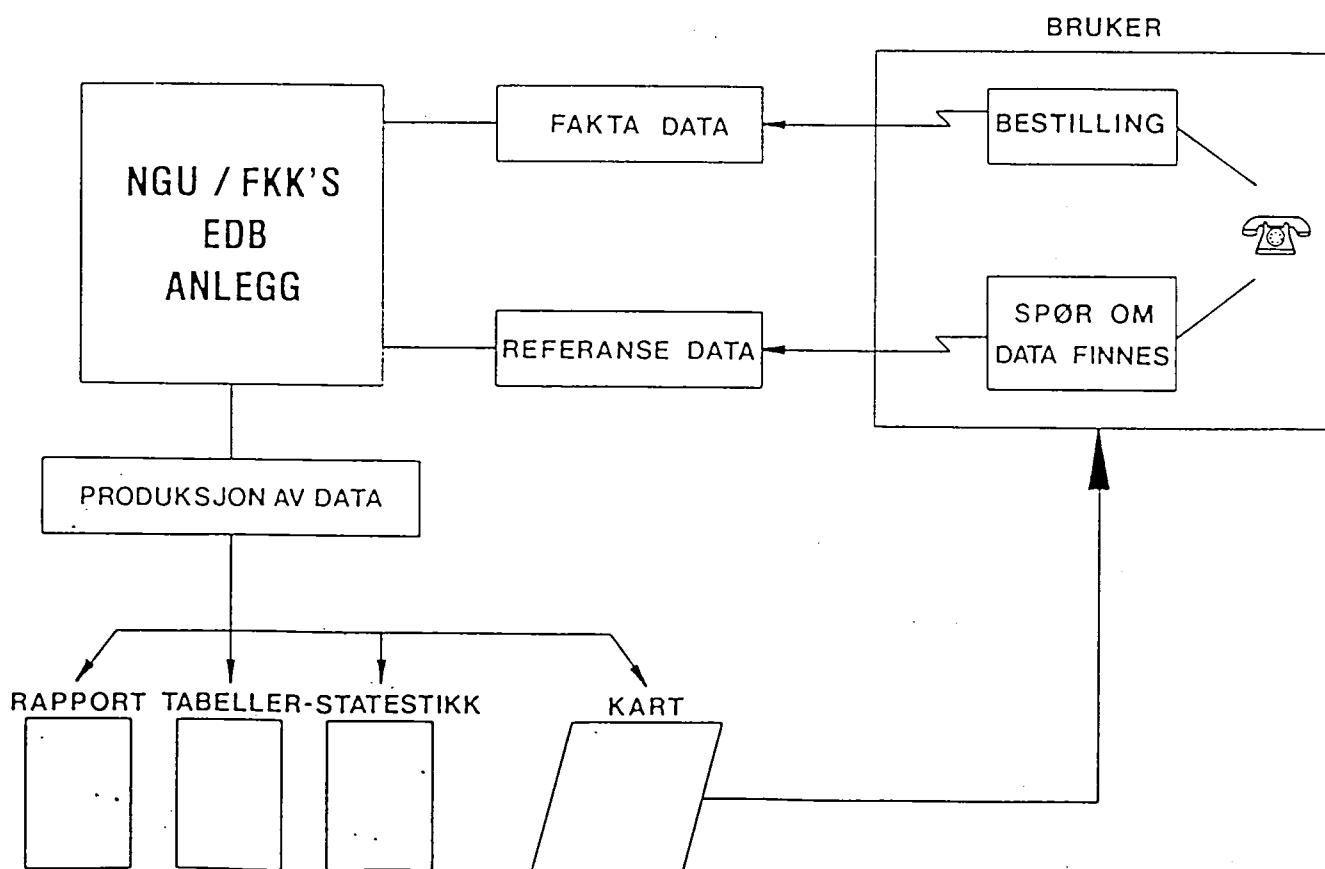 BRUKER
NGU / FKK'S
EDB
ANLEGG
FAKTA DATA
BESTILLING
REFERANSE DATA
SPØR OM
DATA FINNES
PRODUKSJON AV DATA
RAPPORT TABELLER-STATESTIKK KART